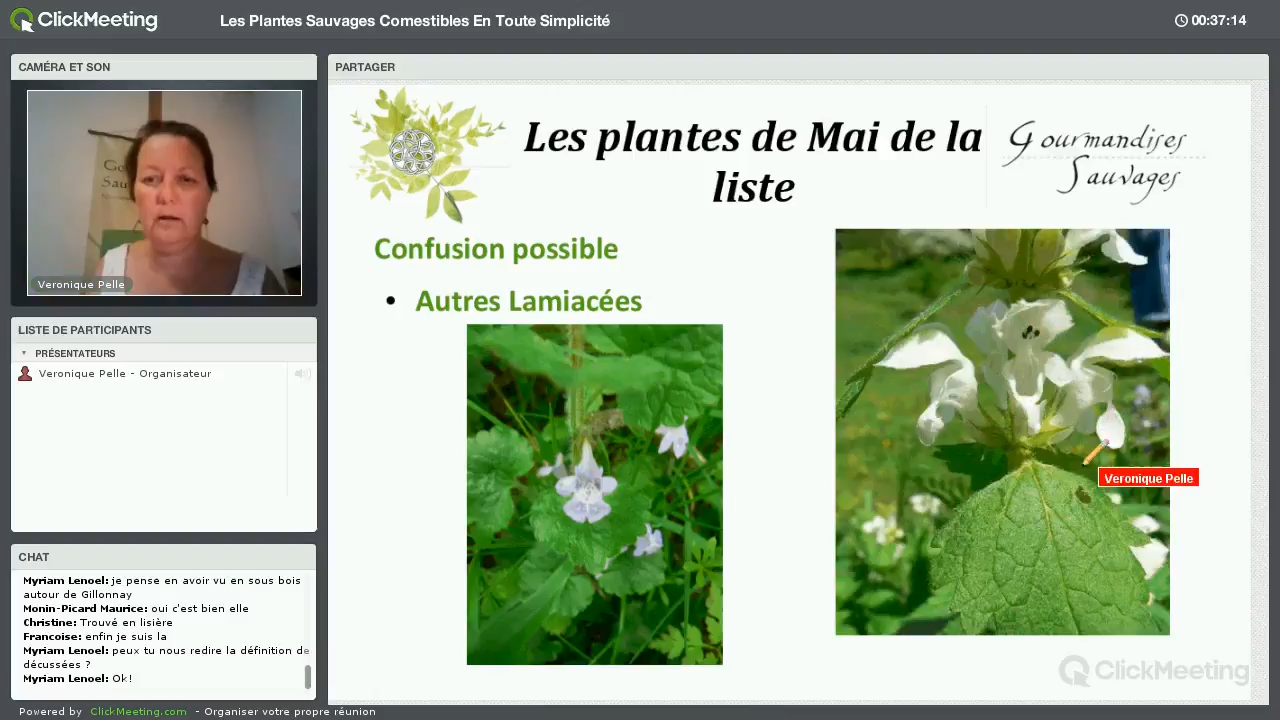 ClickMeeting
Les Plantes Sauvages Comestibles En Toute Simplicité
00:37:14
CAMÉRA ET SON
Veronique Pelle
LISTE DE PARTICIPANTS
PRÉSENTATEURS
Veronique Pelle - Organisateur
CHAT
Myriam Lenoel: je pense en avoir vu en sous bois
autour de Gillonnay
Monin-Picard Maurice: oui c'est bien elle
Christine: Trouvé en lisière
Francoise: enfin je suis la
Myriam Lenoel: peux tu nous redire la définition de
décussées ?
Myriam Lenoel: Ok!
PARTAGER
Les plantes de Mai de la
liste
Gourmandises
Sauvages
Confusion possible
• Autres Lamiacées
Veronique Pelle
ClickMeeting
Powered by ClickMeeting.com - Organiser votre propre réunion